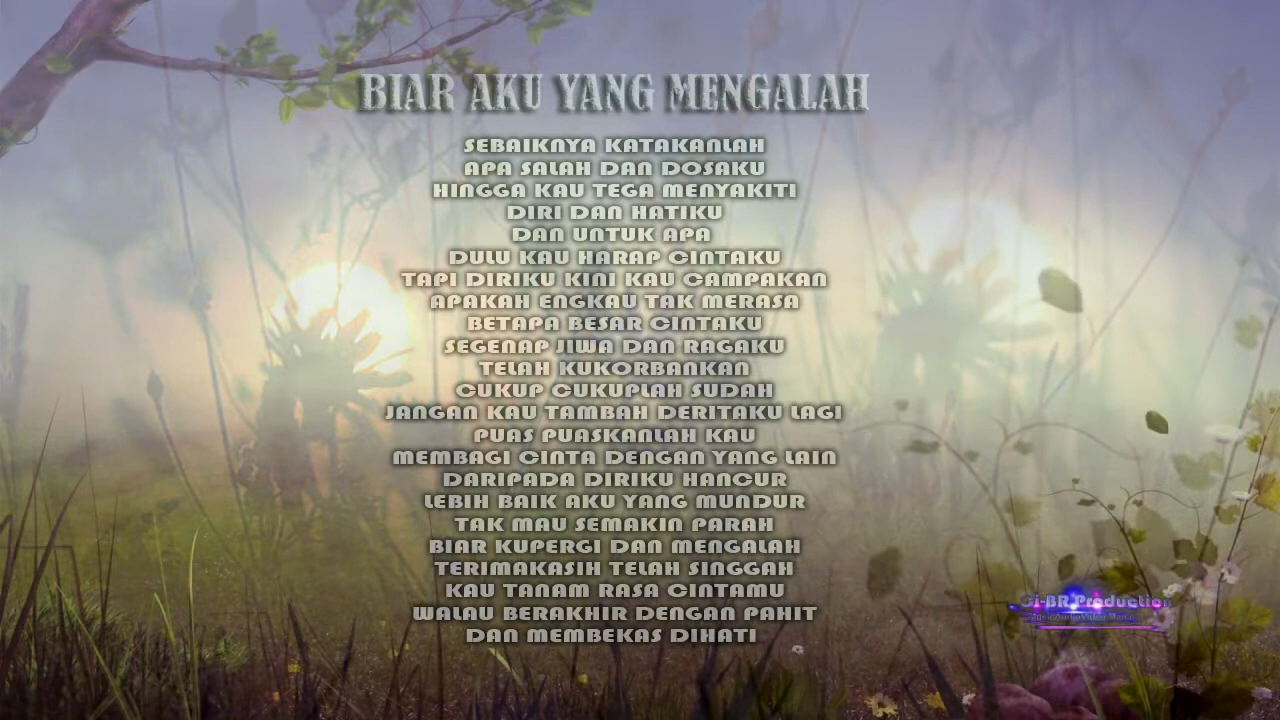 BIAR AKU YANG MENGALAH
SEBAIKNYA KATAKANLAH
APA SALAH DAN DOSAKU
HINGGA KAU TEGA MENYAKITI
DIRI DAN HATIKU
DAN UNTUK APA
DULU KAU HARAP CINTAKU
TAPI DIRIKU KINI KAU CAMPAKAN
APAKAH ENGKAU TAK MERASA
BETAPA BESAR CINTAKU
SEGENAP JIWA DAN RAGAKU
TELAH KUKORBANKAN
CUKUP CUKUPLAH SUDAH
JANGAN KAU TAMBAH DERITAKU LAGI
PUAS PUASKANLAH KAU
MEMBAGI CINTA DENGAN YANG LAIN
DARIPADA DIRIKU HANCUR
LEBIH BAIK AKU YANG MUNDUR
TAK MAU SEMAKIN PARAH
BIAR KUPERGI DAN MENGALAH
TERIMAKASIH TELAH SINGGAH
KAU TANAM RASA CINTAMU
WALAU BERAKHIR DENGAN PAHIT
DAN MEMBEKAS DIHATI
Production